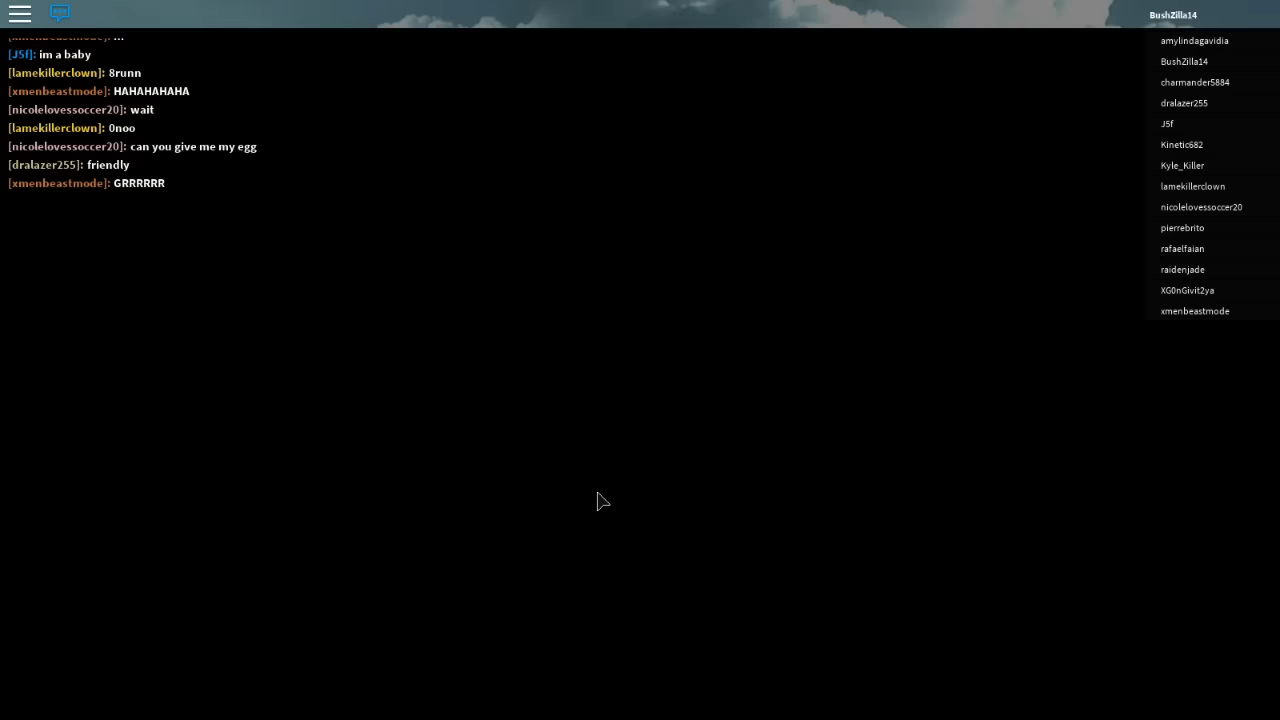 BushZilla14
[xmenbeastmode]: ...
[J5f]: im a baby
[lamekillerclown]: 8runn
[xmenbeastmode]: HAHAHAHAHA
[nicolelovessoccer20]: wait
[lamekillerclown]: 0noo
[nicolelovessoccer20]: can you give me my egg
[dralazer255]: friendly
[xmenbeastmode]: GRRRRRR
amylindagavidia
BushZilla14
charmander5884
dralazer255
J5f
Kinetic682
Kyle_Killer
lamekillerclown
nicolelovessoccer20
pierrebrito
rafaelfaian
raidenjade
XG0nGivit2ya
xmenbeastmode